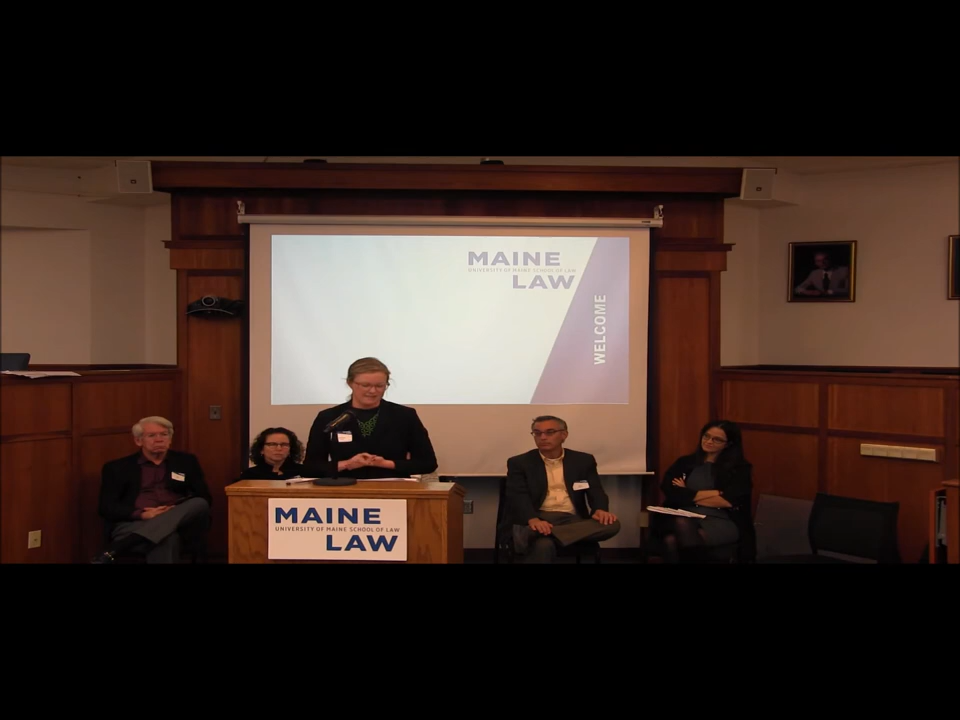 MAINE
UNIVERSITY OF MAINE SCHOOL OF LAW
LAW
WELCOME
MAINE
UNIVERSITY OF MAINE SCHOOL OF LAW
LAW